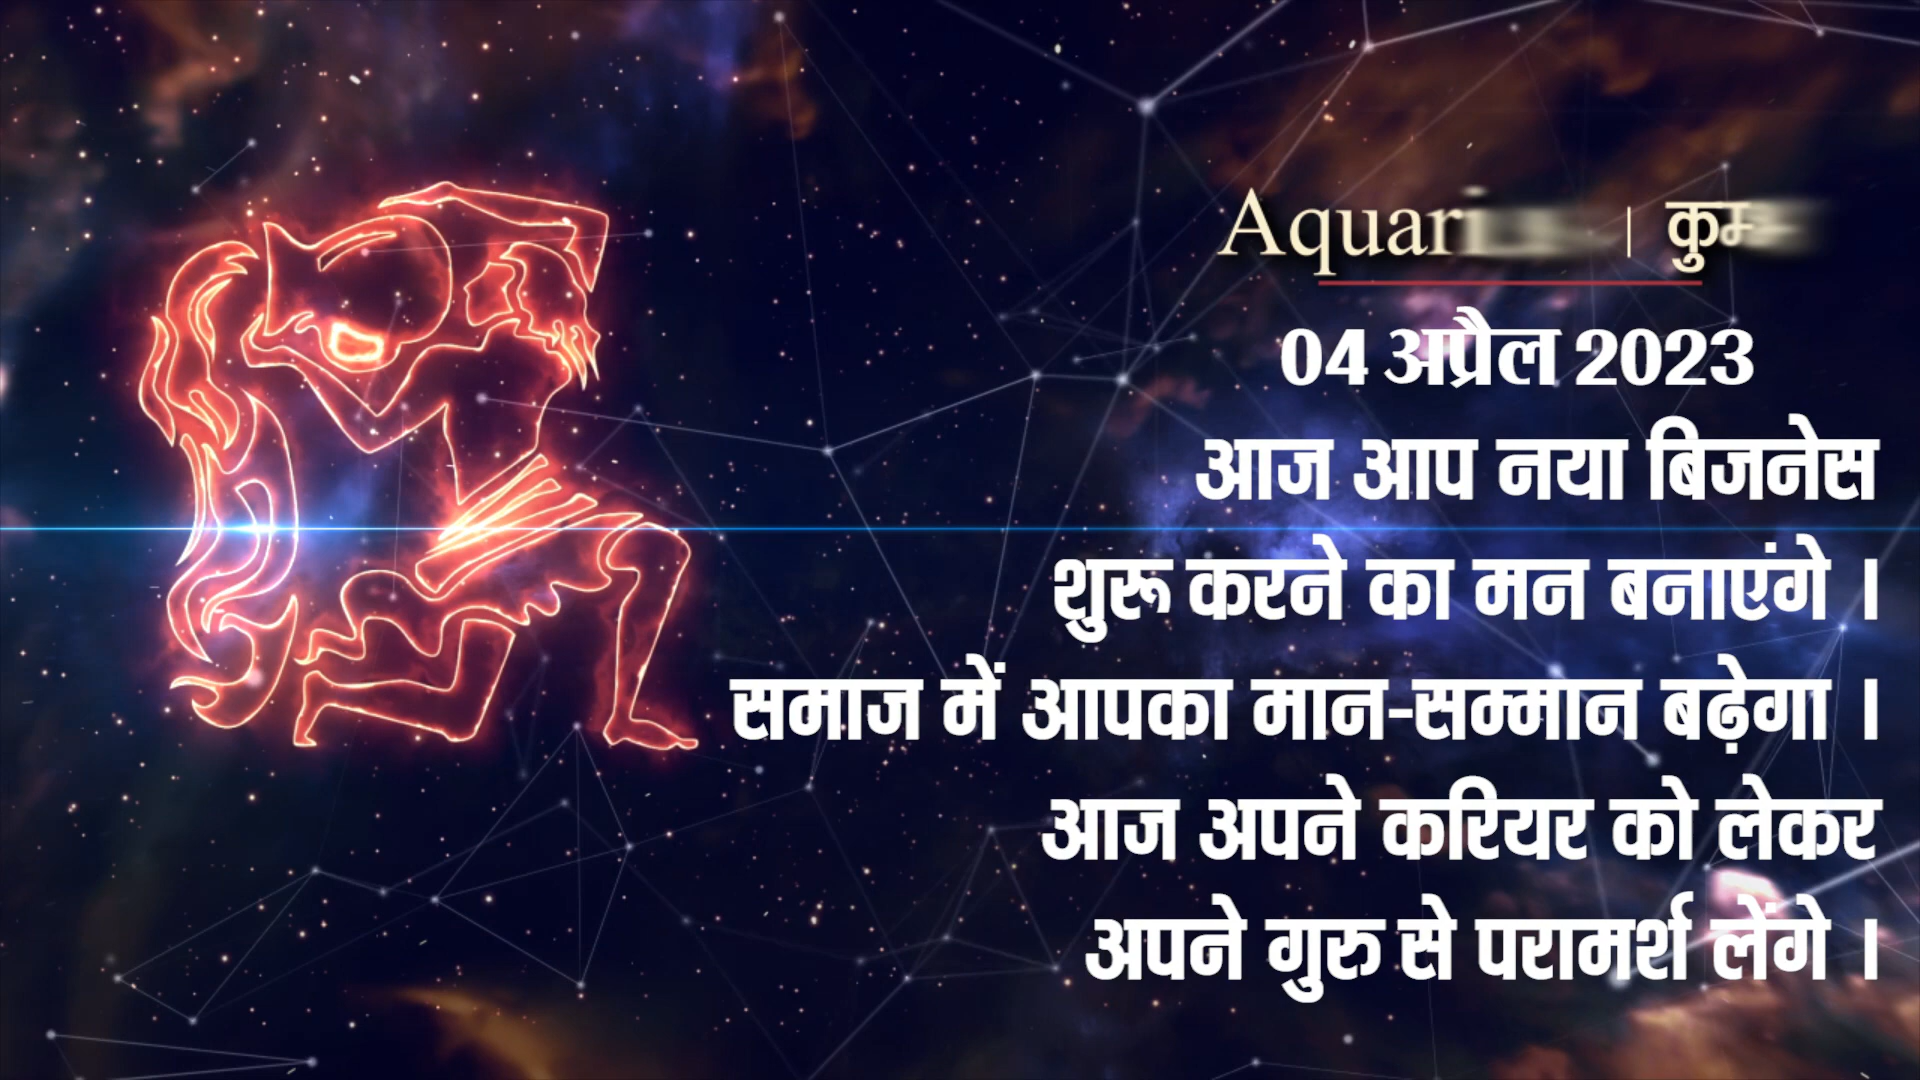 04 अप्रैल 2023
आज आप नया बिजनेस
शुरू करने का मन बनाएंगे ।
समाज में आपका मान-सम्मान बढ़ेगा ।
आज अपने करियर को लेकर
अपने गुरु से परामर्श लेंगे ।